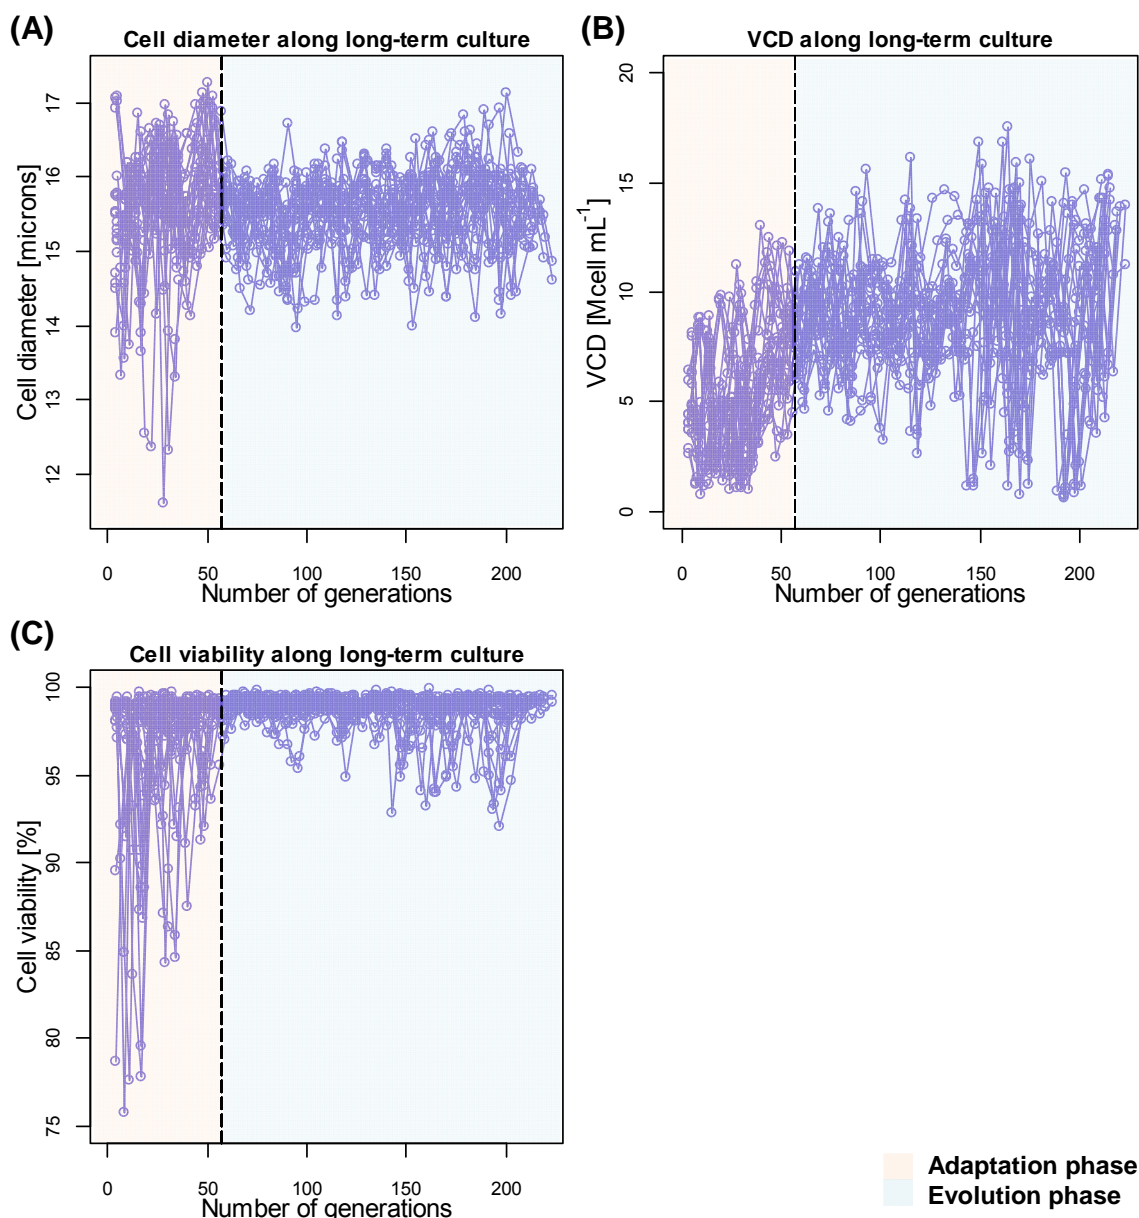 (A)
Cell diameter along long-term culture
Cell diameter [microns]
17
16
15
14
13
12
0 50 100 150 200
Number of generations
(B)
VCD along long-term culture
VCD [Mcell mL-1]
20
15
10
5
0
0 50 100 150 200
Number of generations
(C)
Cell viability along long-term culture
Cell viability [%]
100
95
90
85
80
75
0 50 100 150 200
Number of generations
Adaptation phase
Evolution phase